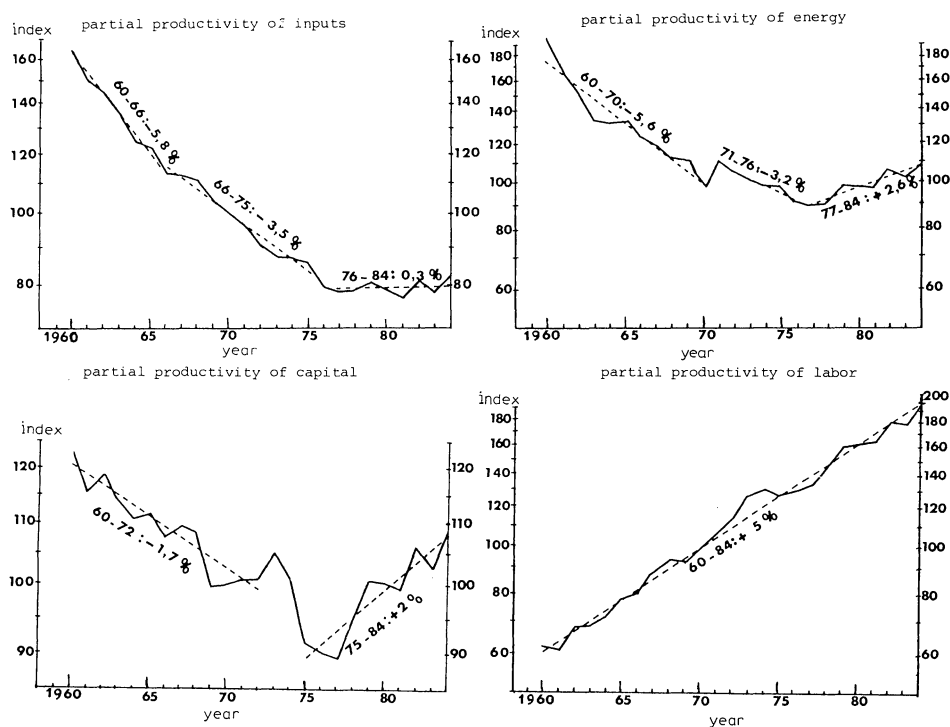 partial productivity of inputs
index
160
140
120
100
80
160
140
120
100
80
60-66:-5,8 %
66-75:- 3,5 %
76-84: 0,3 %
1960 65 70 75 80
year
partial productivity of energy
index
180
160
140
120
100
80
60
180
160
140
120
100
80
60
60-70:-5,6 %
71-76:-3,2 %
77-84:+2,6%
1960 65 70 75 80
year
partial productivity of capital
index
120
110
100
90
120
110
100
90
60-72:-1,7 %
75-84:+2%
1960 65 70 75 80
year
partial productivity of labor
index
180
160
140
120
100
80
60
200
180
160
140
120
100
80
60
60-84:+ 5 %
1960 65 70 75 80
year